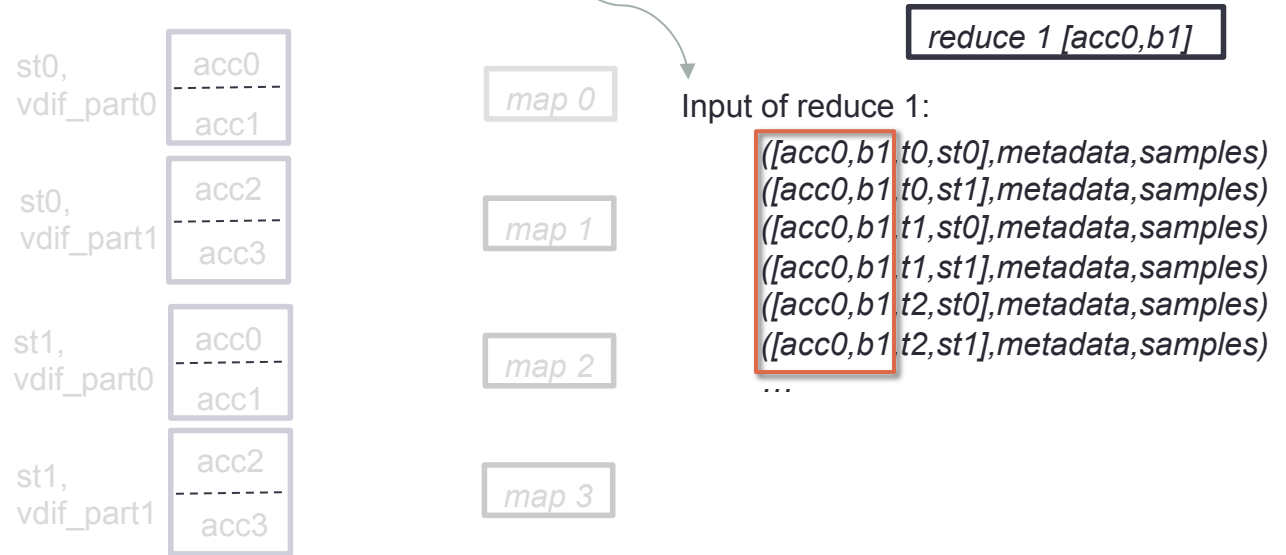 st0,
vdif_part0
acc0
acc1
map 0
st0,
vdif_part1
acc2
acc3
map 1
st1,
vdif_part0
acc0
acc1
map 2
st1,
vdif_part1
acc2
acc3
map 3
reduce 1 [acc0,b1]
Input of reduce 1:
([acc0,b1,t0,st0],metadata,samples)
([acc0,b1,t0,st1],metadata,samples)
([acc0,b1,t1,st0],metadata,samples)
([acc0,b1,t1,st1],metadata,samples)
([acc0,b1,t2,st0],metadata,samples)
([acc0,b1,t2,st1],metadata,samples)
…